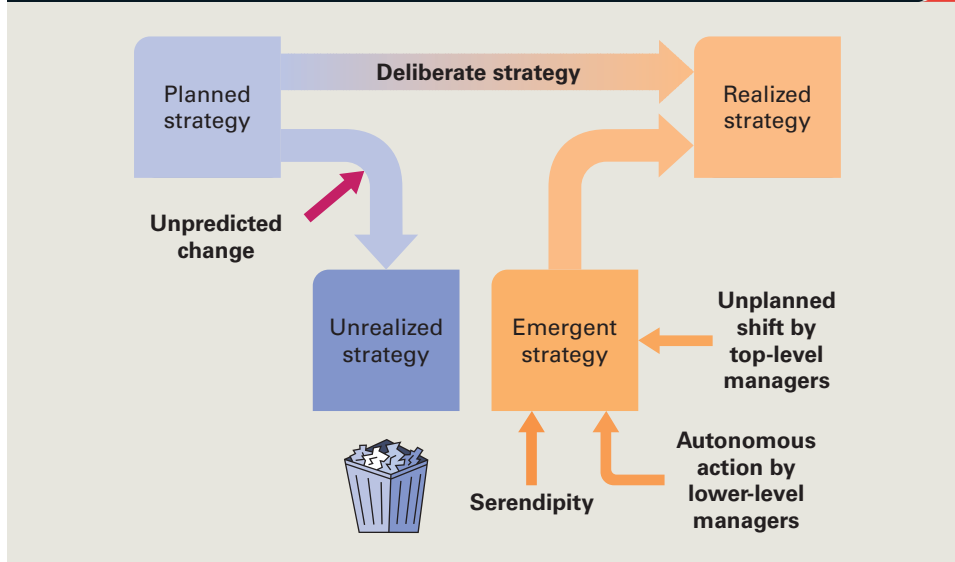 Planned
strategy
Deliberate strategy
Realized
strategy
Unpredicted
change
Unrealized
strategy
Emergent
strategy
Unplanned
shift by
top-level
managers
Serendipity
Autonomous
action by
lower-level
managers